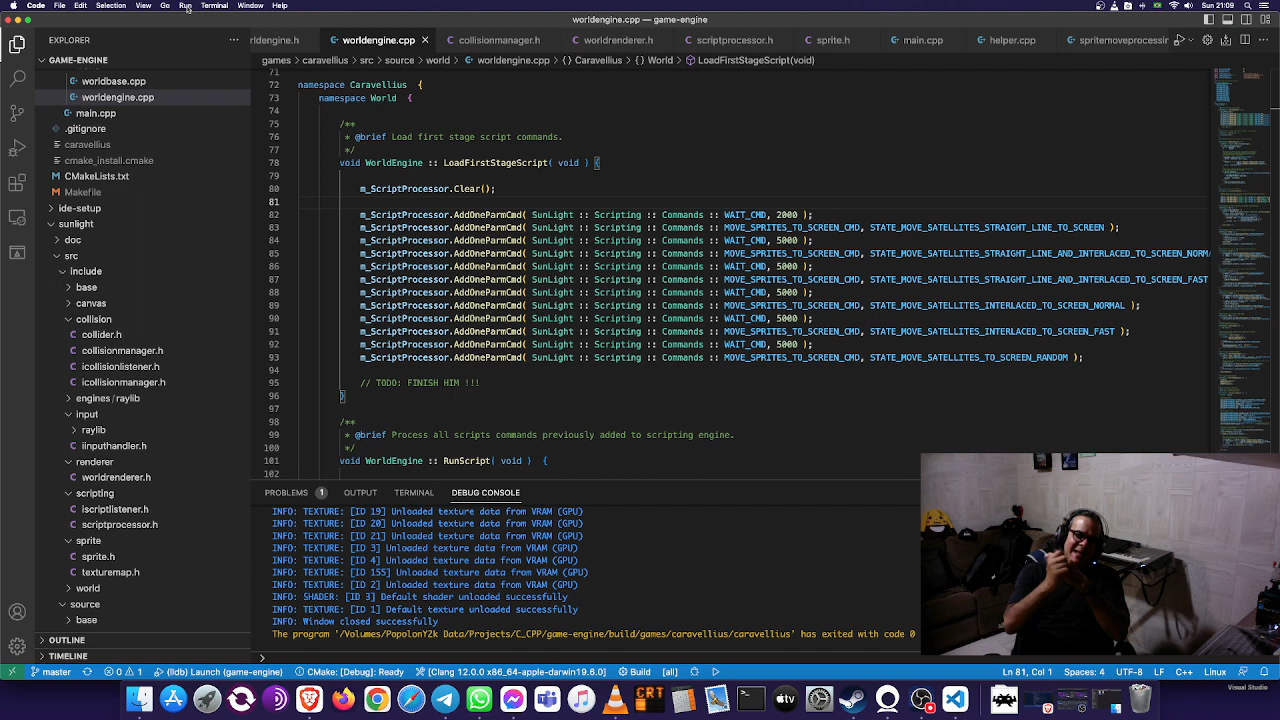 Code File Edit Selection View Go Run Terminal Window Help
Sun 21:09
worldengine.cpp — game-engine
EXPLORER
ldengine.h worldengine.cpp collisionmanager.h worldrenderer.h scriptprocessor.h sprite.h main.cpp helper.cpp spritemoveprocessin
GAME-ENGINE
games caravellius src source world worldengine.cpp {} Caravellius {} World LoadFirstStageScript(void)
worldbase.cpp
worldengine.cpp
main.cpp
.gitignore
caravellius
cmake_install.cmake
CMakeLists.txt
Makefile
ide-setup
sunlight
doc
src
include
base
canvas
collision
collider.h
collisionmanager.h
icollisionlistener.h
icollisionmanager.h
engines / raylib
input
raylib
iinputhandler.h
renderer
worldrenderer.h
scripting
iscriptlistener.h
scriptprocessor.h
sprite
sprite.h
texturemap.h
world
source
base
OUTLINE
TIMELINE
71
72 namespace Caravellius {
73 namespace World {
74
75 /**
76 * @brief Load first stage script commands.
77 */
78 void WorldEngine :: LoadFirstStageScript( void ) {
79
80 m_ScriptProcessor.Clear();
81
82 m_ScriptProcessor.AddOneParmCmd( SunLight :: Scripting :: Commands :: WAIT_CMD, 200 );
83 m_ScriptProcessor.AddOneParmCmd( SunLight :: Scripting :: Commands :: MOVE_SPRITES_TO_SCREEN_CMD, STATE_MOVE_SATELLITE_STRAIGHT_LINE_TO_SCREEN );
84 m_ScriptProcessor.AddOneParmCmd( SunLight :: Scripting :: Commands :: WAIT_CMD, 5000 );
85 m_ScriptProcessor.AddOneParmCmd( SunLight :: Scripting :: Commands :: MOVE_SPRITES_TO_SCREEN_CMD, STATE_MOVE_SATELLITE_STRAIGHT_LINE_AND_INTERLACED_TO_SCREEN_NORMA
86 m_ScriptProcessor.AddOneParmCmd( SunLight :: Scripting :: Commands :: WAIT_CMD, 5000 );
87 m_ScriptProcessor.AddOneParmCmd( SunLight :: Scripting :: Commands :: MOVE_SPRITES_TO_SCREEN_CMD, STATE_MOVE_SATELLITE_STRAIGHT_LINE_AND_INTERLACED_TO_SCREEN_FAST
88 m_ScriptProcessor.AddOneParmCmd( SunLight :: Scripting :: Commands :: WAIT_CMD, 5000 );
89 m_ScriptProcessor.AddOneParmCmd( SunLight :: Scripting :: Commands :: MOVE_SPRITES_TO_SCREEN_CMD, STATE_MOVE_SATELLITE_INTERLACED_TO_SCREEN_NORMAL );
90 m_ScriptProcessor.AddOneParmCmd( SunLight :: Scripting :: Commands :: WAIT_CMD, 5000 );
91 m_ScriptProcessor.AddOneParmCmd( SunLight :: Scripting :: Commands :: MOVE_SPRITES_TO_SCREEN_CMD, STATE_MOVE_SATELLITE_INTERLACED_TO_SCREEN_FAST );
92 m_ScriptProcessor.AddOneParmCmd( SunLight :: Scripting :: Commands :: WAIT_CMD, 5000 );
93 m_ScriptProcessor.AddOneParmCmd( SunLight :: Scripting :: Commands :: MOVE_SPRITES_TO_SCREEN_CMD, STATE_MOVE_SATELLITE_TO_SCREEN_RANDOM );
94
95 // TODO: FINISH HIM !!!
96 }
97
98 /**
99 * @brief Process scripts commands previously added to scripting engine.
100 */
101 void WorldEngine :: RunScript( void ) {
102
PROBLEMS 1 OUTPUT TERMINAL DEBUG CONSOLE
INFO: TEXTURE: [ID 19] Unloaded texture data from VRAM (GPU)
INFO: TEXTURE: [ID 20] Unloaded texture data from VRAM (GPU)
INFO: TEXTURE: [ID 21] Unloaded texture data from VRAM (GPU)
INFO: TEXTURE: [ID 3] Unloaded texture data from VRAM (GPU)
INFO: TEXTURE: [ID 4] Unloaded texture data from VRAM (GPU)
INFO: TEXTURE: [ID 155] Unloaded texture data from VRAM (GPU)
INFO: TEXTURE: [ID 2] Unloaded texture data from VRAM (GPU)
INFO: SHADER: [ID 3] Default shader unloaded successfully
INFO: TEXTURE: [ID 1] Default texture unloaded successfully
INFO: Window closed successfully
The program '/Volumes/PopolonY2k Data/Projects/C_CPP/game-engine/build/games/caravellius/caravellius' has exited with code 0
master 0 1 (lldb) Launch (game-engine) CMake: [Debug]: Ready [Clang 12.0.0 x86_64-apple-darwin19.6.0] Build [all] Ln 81, Col 1 Spaces: 4 UTF-8 LF C++ Linux
Visual Studio
CRT
tv